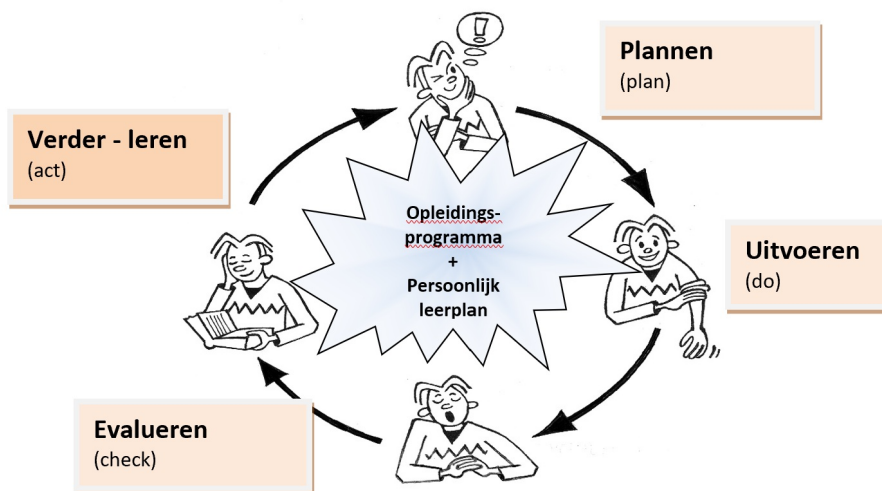 !
Plannen
(plan)
Verder - leren
(act)
Opleidings-
programma
+
Persoonlijk
leerplan
Uitvoeren
(do)
Evalueren
(check)